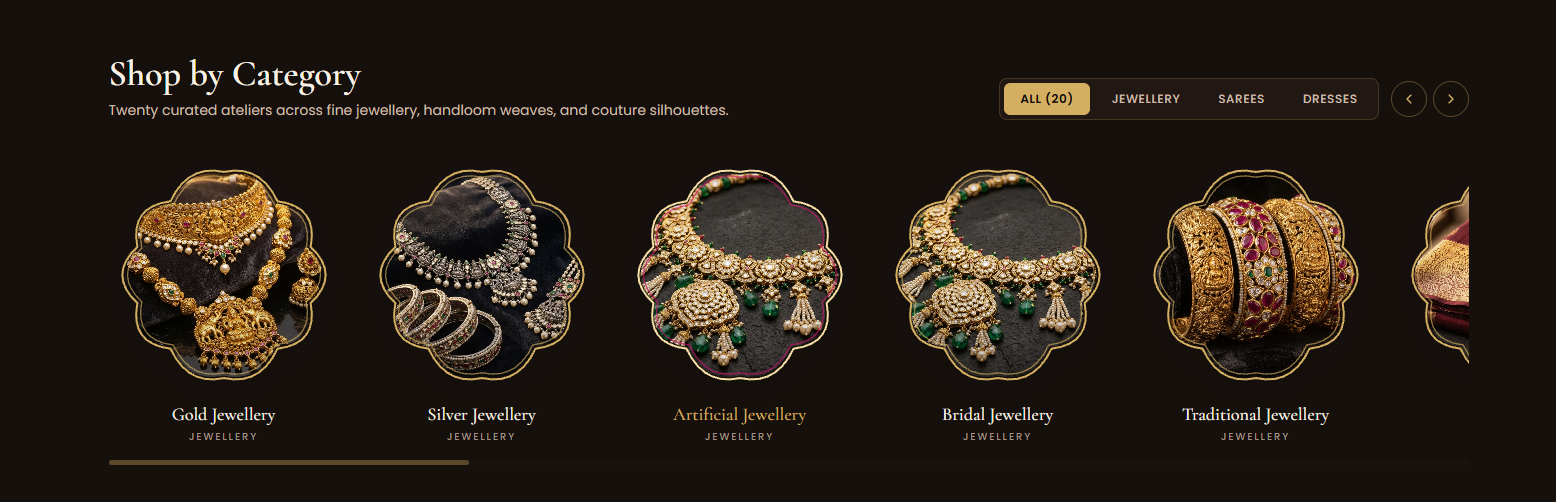 Shop by Category
Twenty curated ateliers across fine jewellery, handloom weaves, and couture silhouettes.
ALL (20)
JEWELLERY
SAREES
DRESSES
Gold Jewellery
JEWELLERY
Silver Jewellery
JEWELLERY
Artificial Jewellery
JEWELLERY
Bridal Jewellery
JEWELLERY
Traditional Jewellery
JEWELLERY